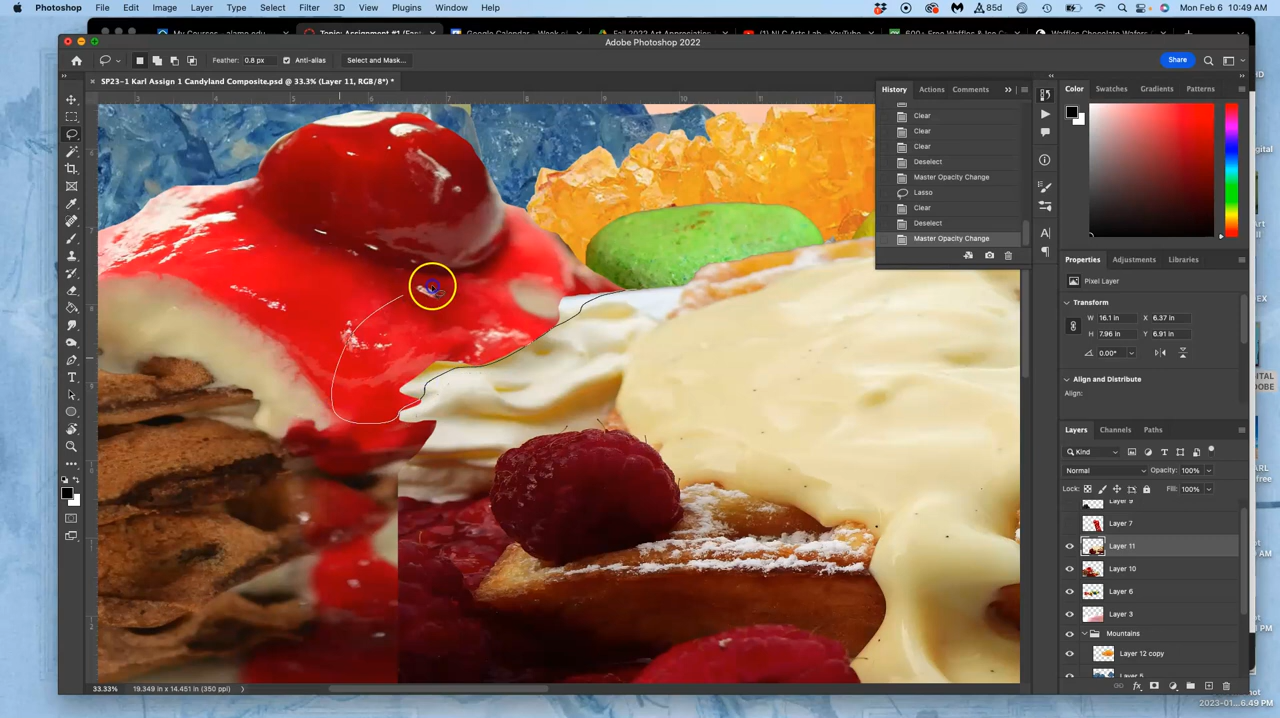 Photoshop File Edit Image Layer Type Select Filter 3D View Plugins Window Help 85d Mon Feb 6 10:49 AM
Adobe Photoshop 2022
Feather: 0.8 px Anti-alias Select and Mask... Share
SP23-1 Karl Assign 1 Candyland Composite.psd @ 33.3% (Layer 11, RGB/8*) *
History Actions Comments
Clear
Clear
Clear
Deselect
Master Opacity Change
Lasso
Clear
Deselect
Master Opacity Change
Color Swatches Gradients Patterns
Properties Adjustments Libraries
Pixel Layer
Transform
W 16.1 in X 6.37 in
H 7.96 in Y 6.91 in
0.00°
Align and Distribute
Align:
Layers Channels Paths
Kind
Normal Opacity: 100%
Lock: Fill: 100%
Layer 9
Layer 7
Layer 11
Layer 10
Layer 6
Layer 3
Mountains
Layer 12 copy
Layer 5
33.33% 19.349 in x 14.451 in (350 ppi)